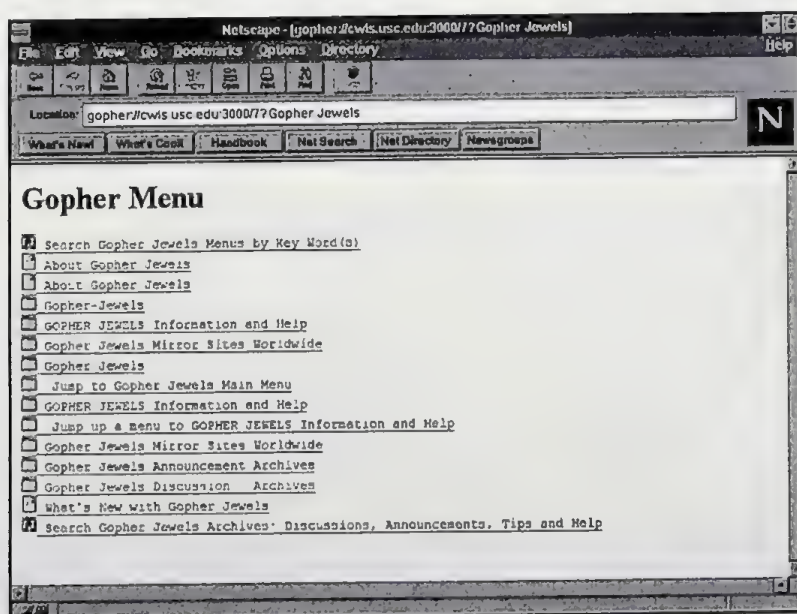 Netscape - [gopher://cwis.usc.edu:3000/7?Gopher Jewels]
File Edit View Go Bookmarks Options Directory Help
Location: gopher://cwis.usc.edu:3000/7?Gopher Jewels
N
What's New! What's Cool! Handbook Net Search Net Directory Newsgroups
Gopher Menu
Search Gopher Jewels Menus by Key Word(s)
About Gopher Jewels
About Gopher Jewels
Gopher-Jewels
GOPHER JEWELS Information and Help
Gopher Jewels Mirror Sites Worldwide
Gopher Jewels
Jump to Gopher Jewels Main Menu
GOPHER JEWELS Information and Help
Jump up a menu to GOPHER JEWELS Information and Help
Gopher Jewels Mirror Sites Worldwide
Gopher Jewels Announcement Archives
Gopher Jewels Discussion Archives
What's New with Gopher Jewels
Search Gopher Jewels Archives: Discussions, Announcements, Tips and Help